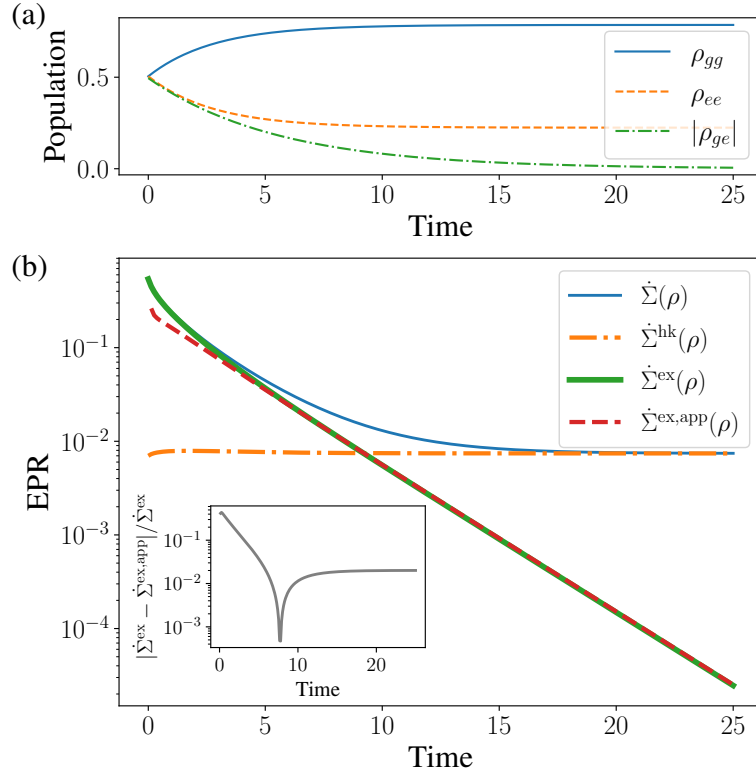 (a)
Population
0.5
0.0
ρgg
ρee
|ρge|
0 5 10 15 20 25
Time
(b)
EPR
10⁻¹
10⁻²
10⁻³
10⁻⁴
Σ̇(ρ)
Σ̇ʰᵏ(ρ)
Σ̇ᵉˣ(ρ)
Σ̇ᵉˣ,ᵃᵖᵖ(ρ)
|Σ̇ᵉˣ − Σ̇ᵉˣ,ᵃᵖᵖ|/Σ̇ᵉˣ
10⁻¹
10⁻²
10⁻³
0 10 20
Time
0 5 10 15 20 25
Time